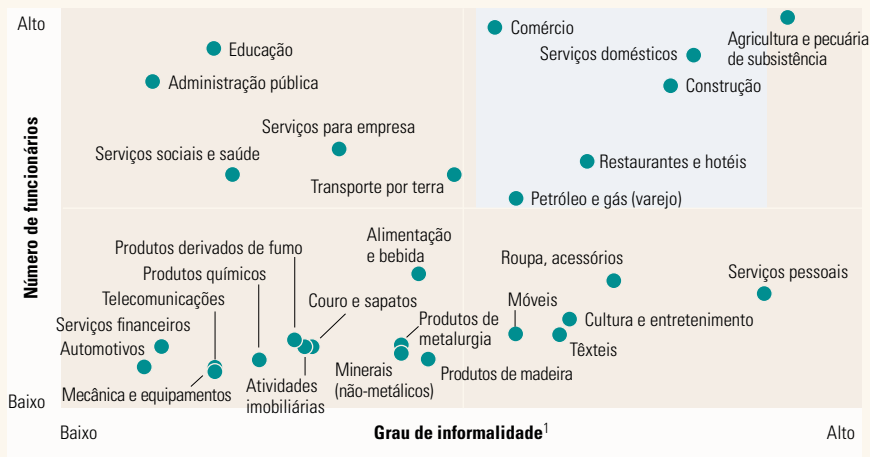 Alto
Comércio
Agricultura e pecuária
de subsistência
Educação
Serviços domésticos
Administração pública
Construção
Serviços para empresa
Serviços sociais e saúde
Restaurantes e hotéis
Transporte por terra
Petróleo e gás (varejo)
Número de funcionários
Produtos derivados de fumo
Alimentação
e bebida
Produtos químicos
Roupa, acessórios
Serviços pessoais
Telecomunicações
Couro e sapatos
Móveis
Serviços financeiros
Produtos de
metalurgia
Cultura e entretenimento
Automotivos
Têxteis
Minerais
(não-metálicos)
Produtos de madeira
Mecânica e equipamentos
Atividades
imobiliárias
Baixo
Baixo
Grau de informalidade1
Alto